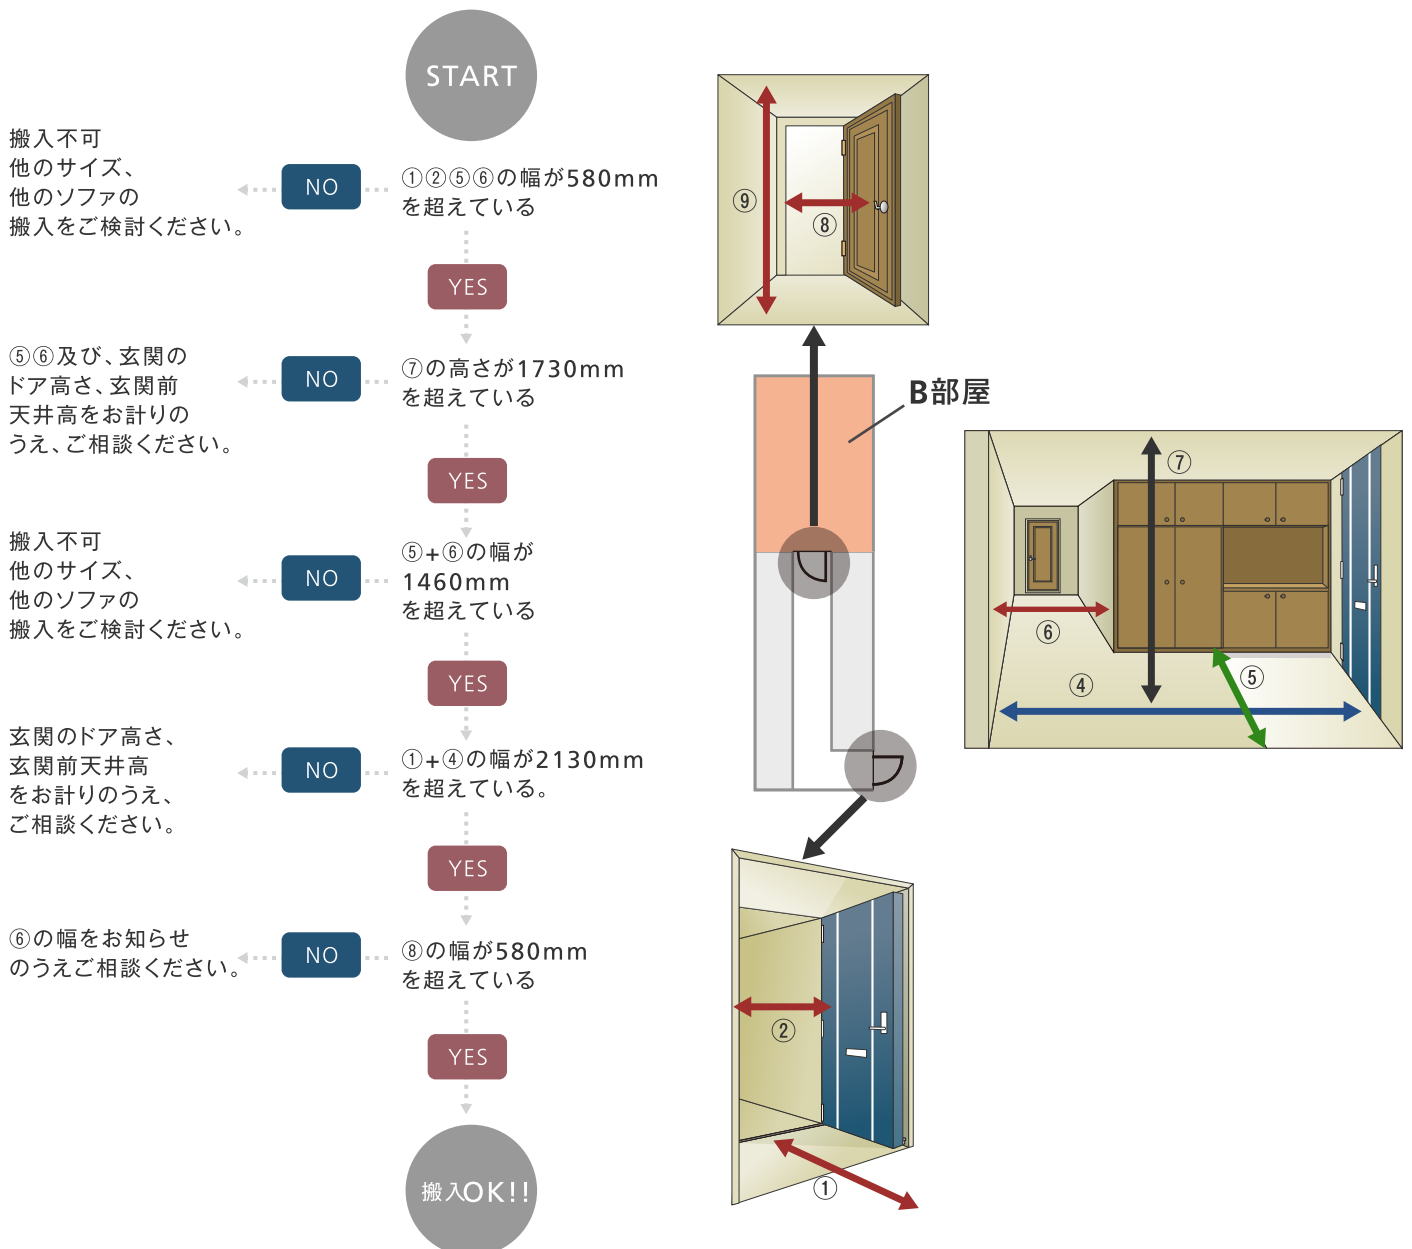 START
①②⑤⑥の幅が580mm
を超えている
NO
搬入不可
他のサイズ、
他のソファの
搬入をご検討ください。
YES
⑦の高さが1730mm
を超えている
NO
⑤⑥及び、玄関の
ドア高さ、玄関前
天井高をお計りの
うえ、ご相談ください。
YES
⑤+⑥の幅が
1460mm
を超えている
NO
搬入不可
他のサイズ、
他のソファの
搬入をご検討ください。
YES
①+④の幅が2130mm
を超えている。
NO
玄関のドア高さ、
玄関前天井高
をお計りのうえ、
ご相談ください。
YES
⑧の幅が580mm
を超えている
NO
⑥の幅をお知らせ
のうえご相談ください。
YES
搬入OK!!
⑨
⑧
B部屋
⑦
⑥
⑤
④
②
①